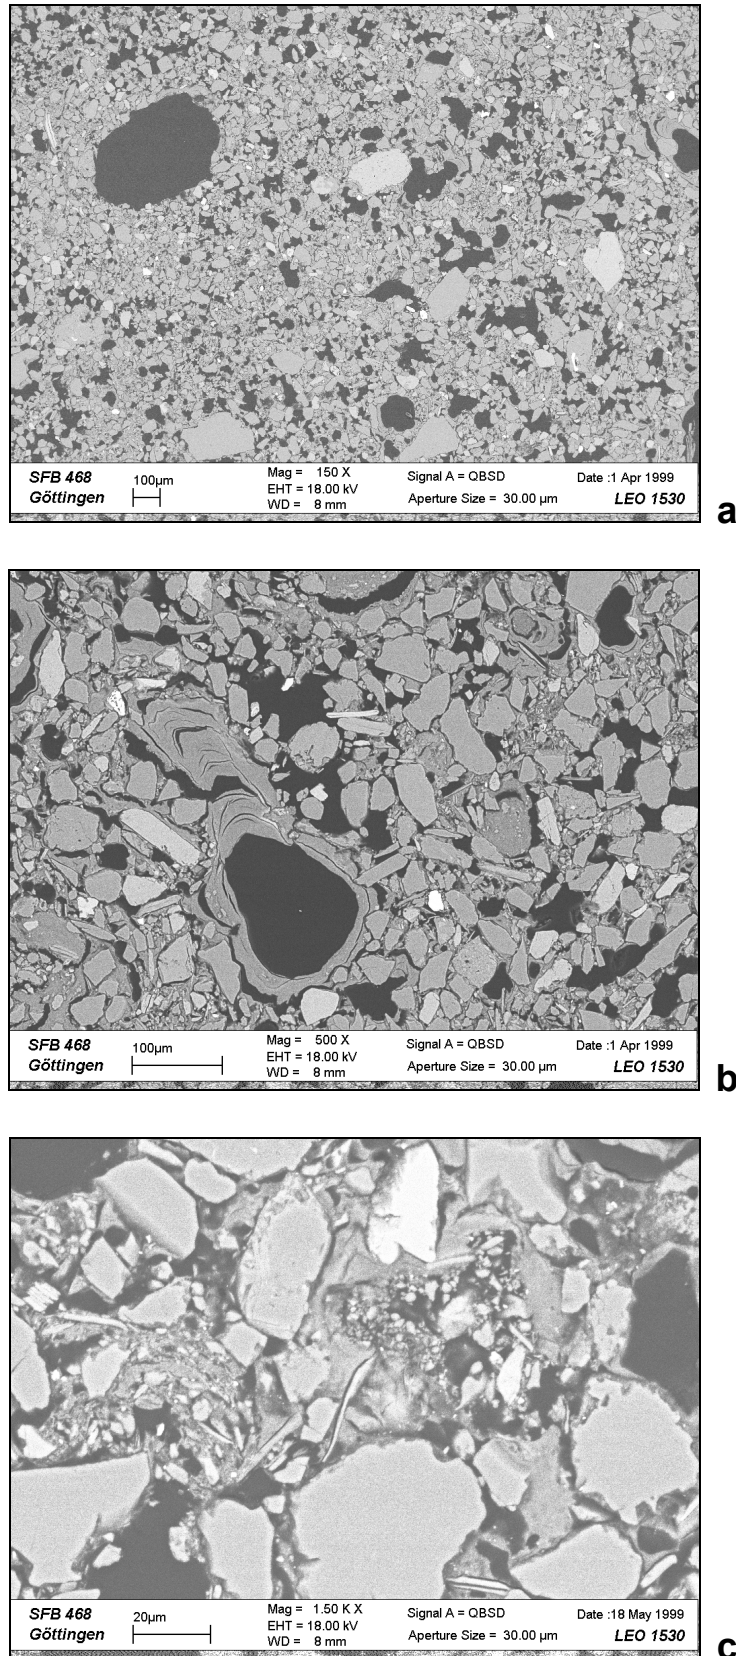 SFB 468
Göttingen
100µm
Mag = 150 X
EHT = 18.00 kV
WD = 8 mm
Signal A = QBSD
Aperture Size = 30.00 µm
Date :1 Apr 1999
LEO 1530
a
SFB 468
Göttingen
100µm
Mag = 500 X
EHT = 18.00 kV
WD = 8 mm
Signal A = QBSD
Aperture Size = 30.00 µm
Date :1 Apr 1999
LEO 1530
b
SFB 468
Göttingen
20µm
Mag = 1.50 K X
EHT = 18.00 kV
WD = 8 mm
Signal A = QBSD
Aperture Size = 30.00 µm
Date :18 May 1999
LEO 1530
c